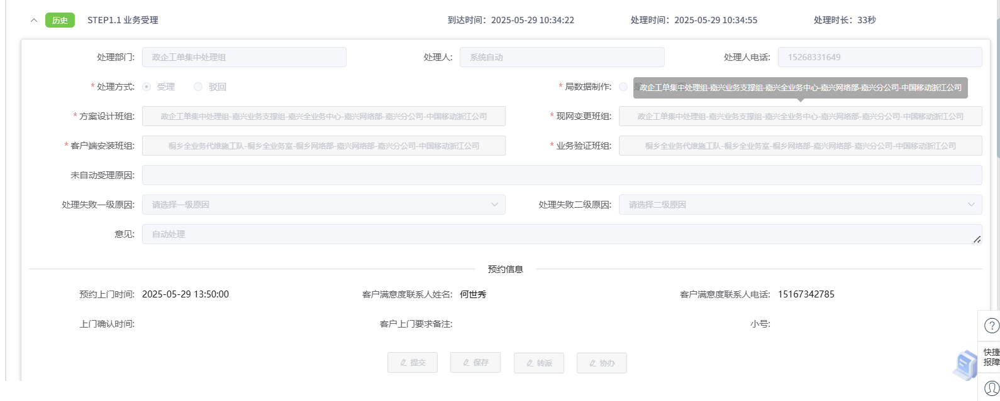 历史 STEP1.1 业务受理 到达时间：2025-05-29 10:34:22 处理时间：2025-05-29 10:34:55 处理时长：33秒
处理部门: 政企工单集中处理组 处理人: 系统自动 处理人电话: 15268331649
* 处理方式: 受理 驳回 * 局数据制作:
政企工单集中处理组-嘉兴业务支撑组-嘉兴全业务中心-嘉兴网络部-嘉兴分公司-中国移动浙江公司
* 方案设计班组: 政企工单集中处理组-嘉兴业务支撑组-嘉兴全业务中心-嘉兴网络部-嘉兴分公司-中国移动浙江公司 * 现网变更班组: 政企工单集中处理组-嘉兴业务支撑组-嘉兴全业务中心-嘉兴网络部-嘉兴分公司-中国移动浙江公司
* 客户端安装班组: 桐乡全业务代维施工队-桐乡全业务室-桐乡网络部-嘉兴网络部-嘉兴分公司-中国移动浙江公司 * 业务验证班组: 桐乡全业务代维施工队-桐乡全业务室-桐乡网络部-嘉兴网络部-嘉兴分公司-中国移动浙江公司
未自动受理原因:
处理失败一级原因: 请选择一级原因 处理失败二级原因: 请选择二级原因
意见: 自动处理
预约信息
预约上门时间: 2025-05-29 13:50:00 客户满意度联系人姓名: 何世秀 客户满意度联系人电话: 15167342785
上门确认时间: 客户上门要求备注: 小号:
提交 保存 转派 协办
快捷
报障